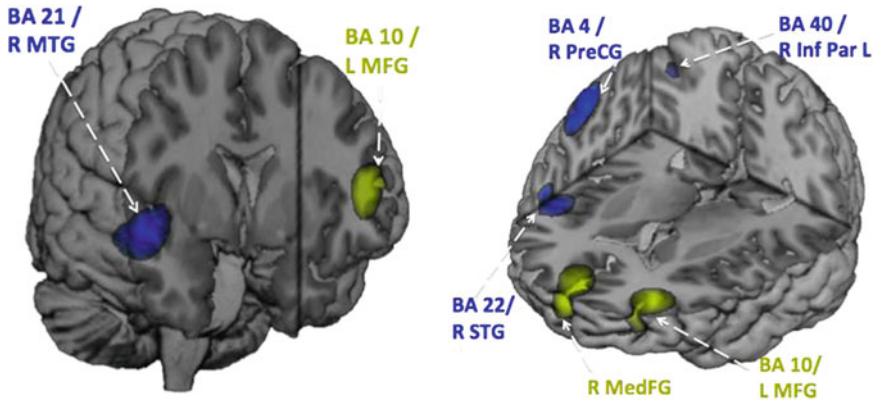 BA 21 /
R MTG
BA 10 /
L MFG
BA 4 /
R PreCG
BA 40 /
R Inf Par L
BA 22/
R STG
R MedFG
BA 10/
L MFG